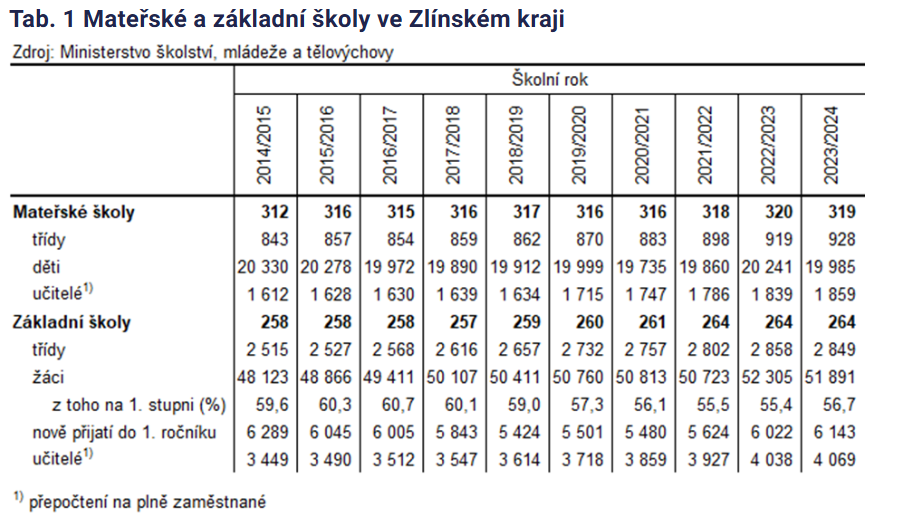 Tab. 1 Mateřské a základní školy ve Zlínském kraji
Zdroj: Ministerstvo školství, mládeže a tělovýchovy
Školní rok
2014/2015 2015/2016 2016/2017 2017/2018 2018/2019 2019/2020 2020/2021 2021/2022 2022/2023 2023/2024
Mateřské školy 312 316 315 316 317 316 316 318 320 319
třídy 843 857 854 859 862 870 883 898 919 928
děti 20 330 20 278 19 972 19 890 19 912 19 999 19 735 19 860 20 241 19 985
učitelé1) 1 612 1 628 1 630 1 639 1 634 1 715 1 747 1 786 1 839 1 859
Základní školy 258 258 258 257 259 260 261 264 264 264
třídy 2 515 2 527 2 568 2 616 2 657 2 732 2 757 2 802 2 858 2 849
žáci 48 123 48 866 49 411 50 107 50 411 50 760 50 813 50 723 52 305 51 891
z toho na 1. stupni (%) 59,6 60,3 60,7 60,1 59,0 57,3 56,1 55,5 55,4 56,7
nově přijatí do 1. ročníku 6 289 6 045 6 005 5 843 5 424 5 501 5 480 5 624 6 022 6 143
učitelé1) 3 449 3 490 3 512 3 547 3 614 3 718 3 859 3 927 4 038 4 069
1) přepočtení na plně zaměstnané